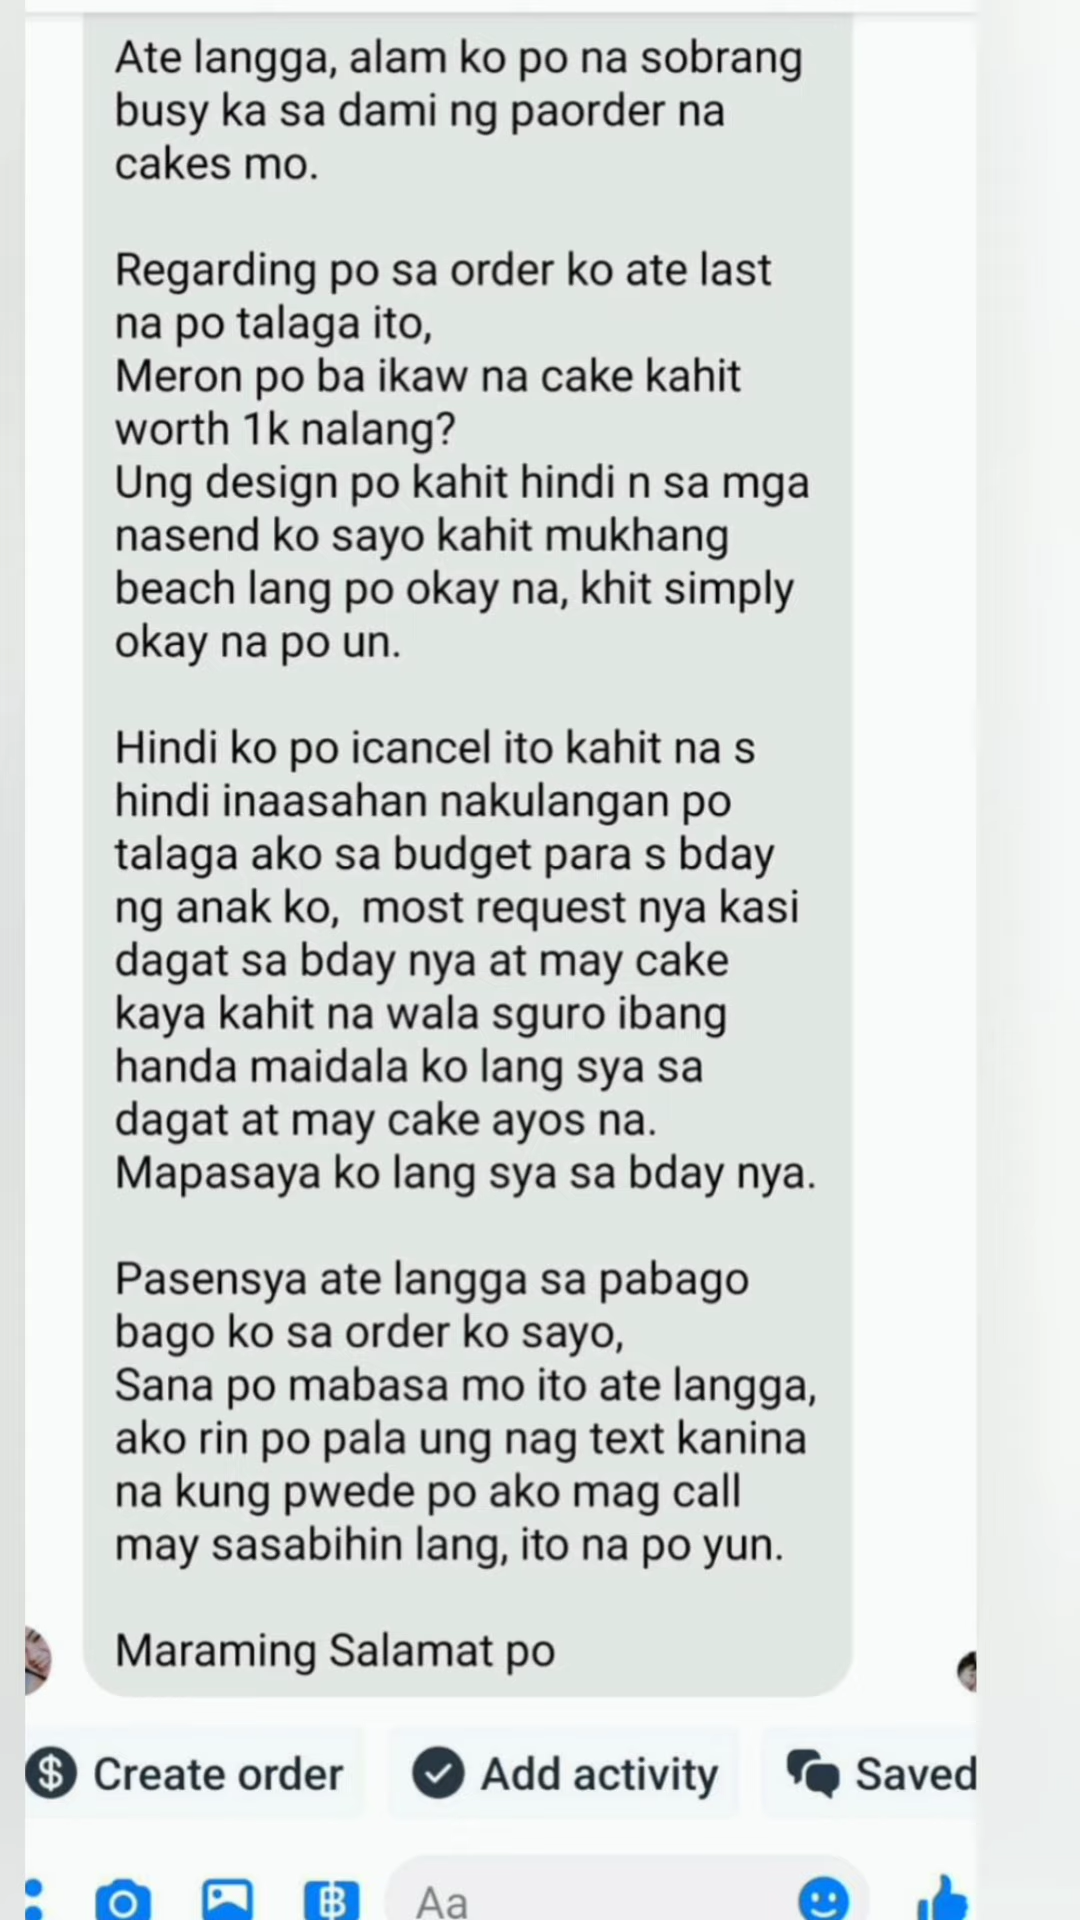 Ate langga, alam ko po na sobrang
busy ka sa dami ng paorder na
cakes mo.
Regarding po sa order ko ate last
na po talaga ito,
Meron po ba ikaw na cake kahit
worth 1k nalang?
Ung design po kahit hindi n sa mga
nasend ko sayo kahit mukhang
beach lang po okay na, khit simply
okay na po un.
Hindi ko po icancel ito kahit na s
hindi inaasahan nakulangan po
talaga ako sa budget para s bday
ng anak ko,  most request nya kasi
dagat sa bday nya at may cake
kaya kahit na wala sguro ibang
handa maidala ko lang sya sa
dagat at may cake ayos na.
Mapasaya ko lang sya sa bday nya.
Pasensya ate langga sa pabago
bago ko sa order ko sayo,
Sana po mabasa mo ito ate langga,
ako rin po pala ung nag text kanina
na kung pwede po ako mag call
may sasabihin lang, ito na po yun.
Maraming Salamat po
Create order Add activity Saved
Aa